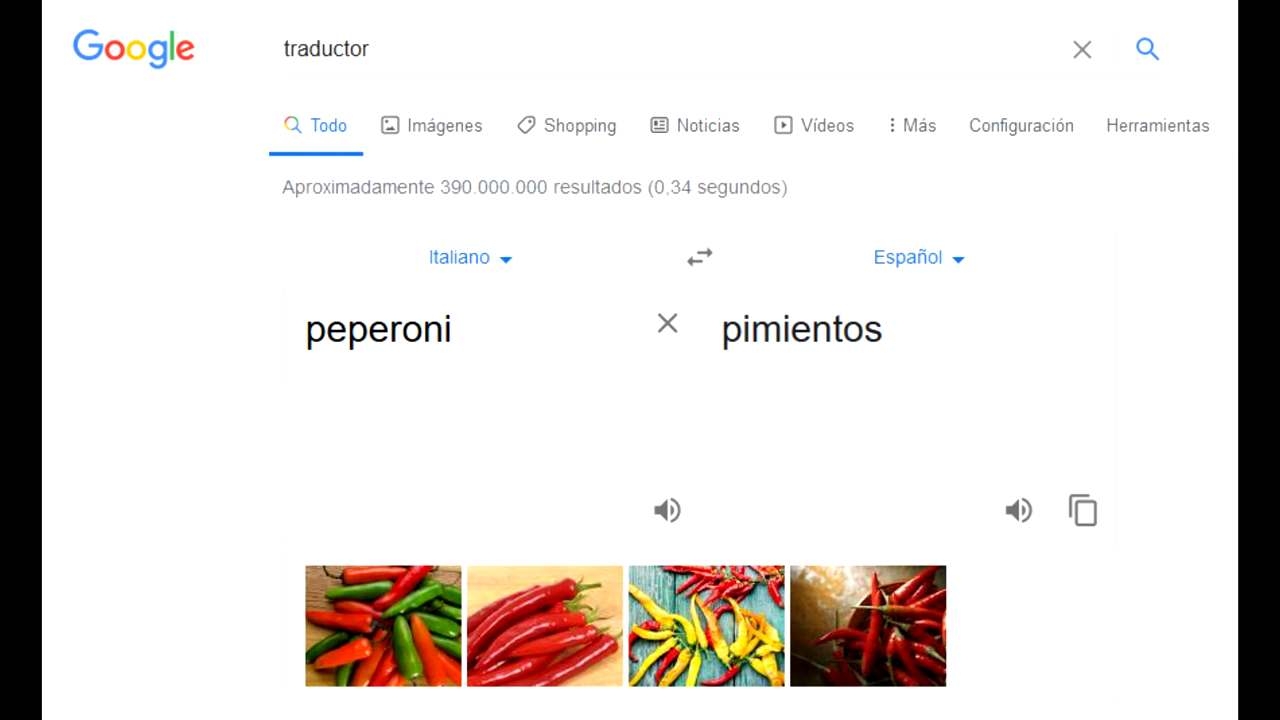 Google traductor
Todo Imágenes Shopping Noticias Vídeos Más Configuración Herramientas
Aproximadamente 390.000.000 resultados (0,34 segundos)
Italiano Español
peperoni pimientos